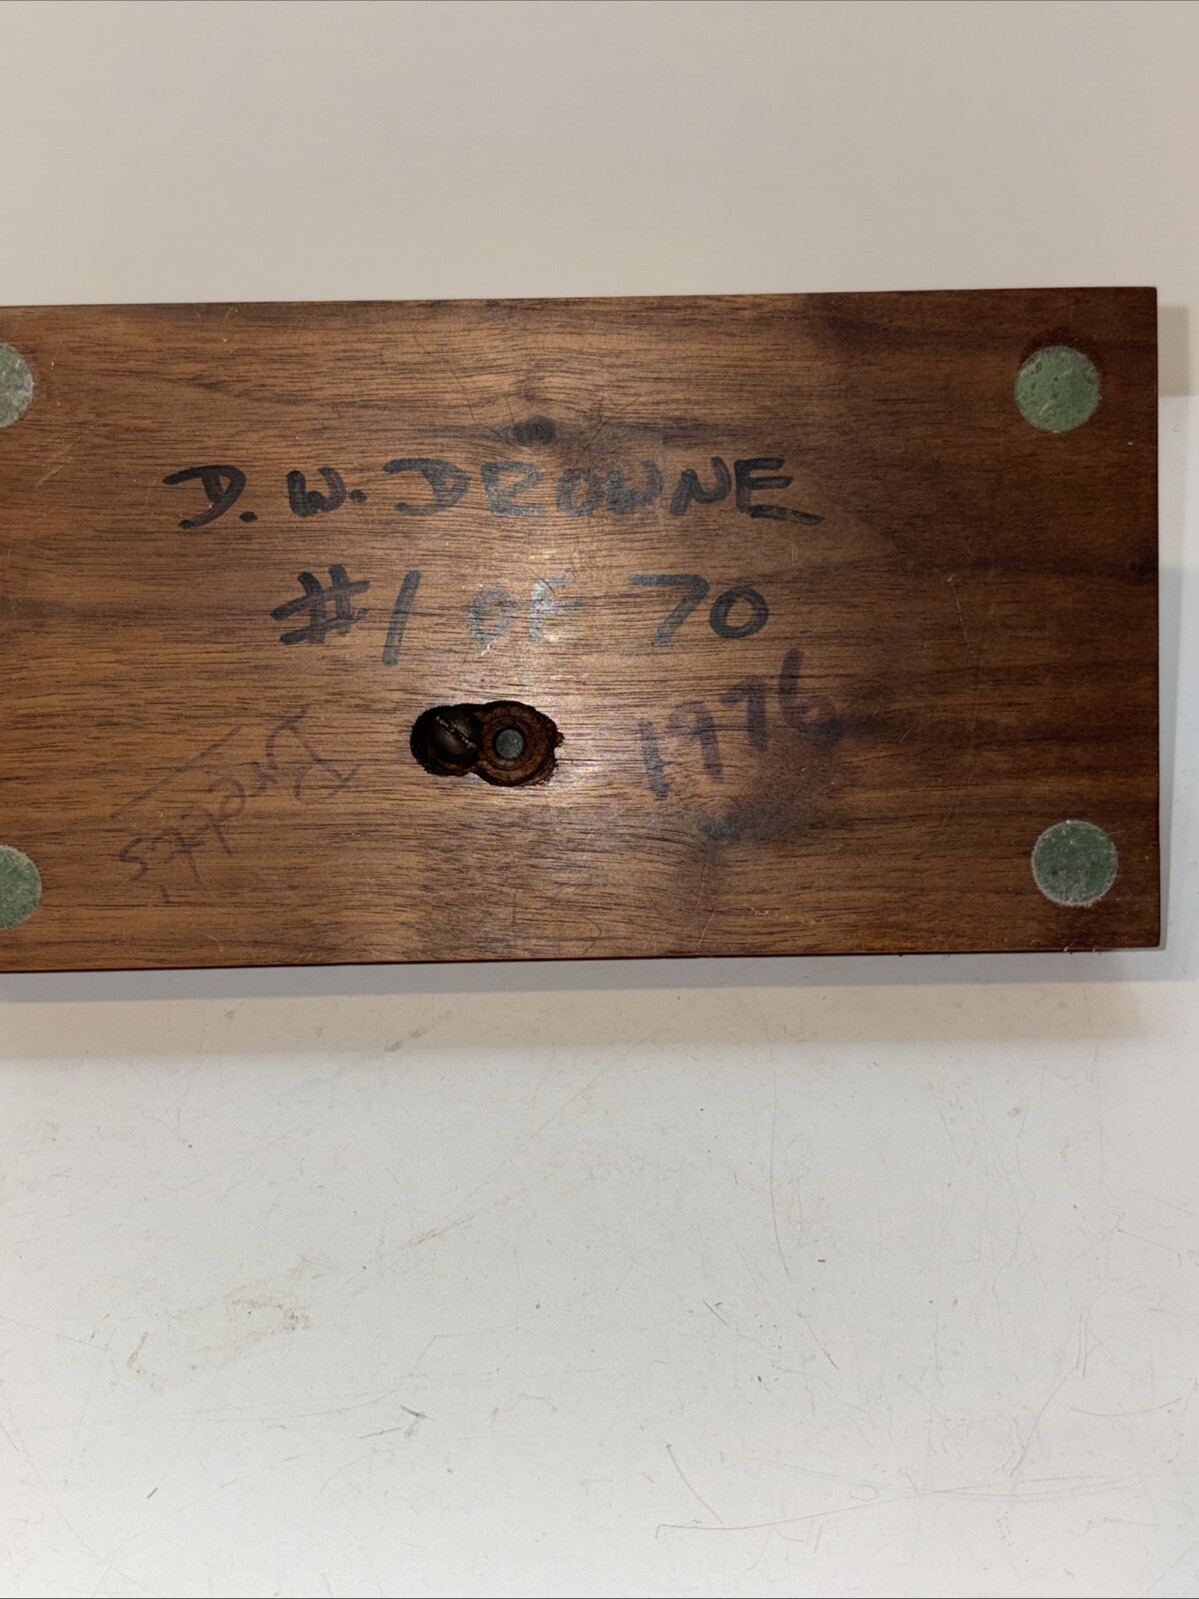 D. W. DROWNE
#1 OF 70
1976